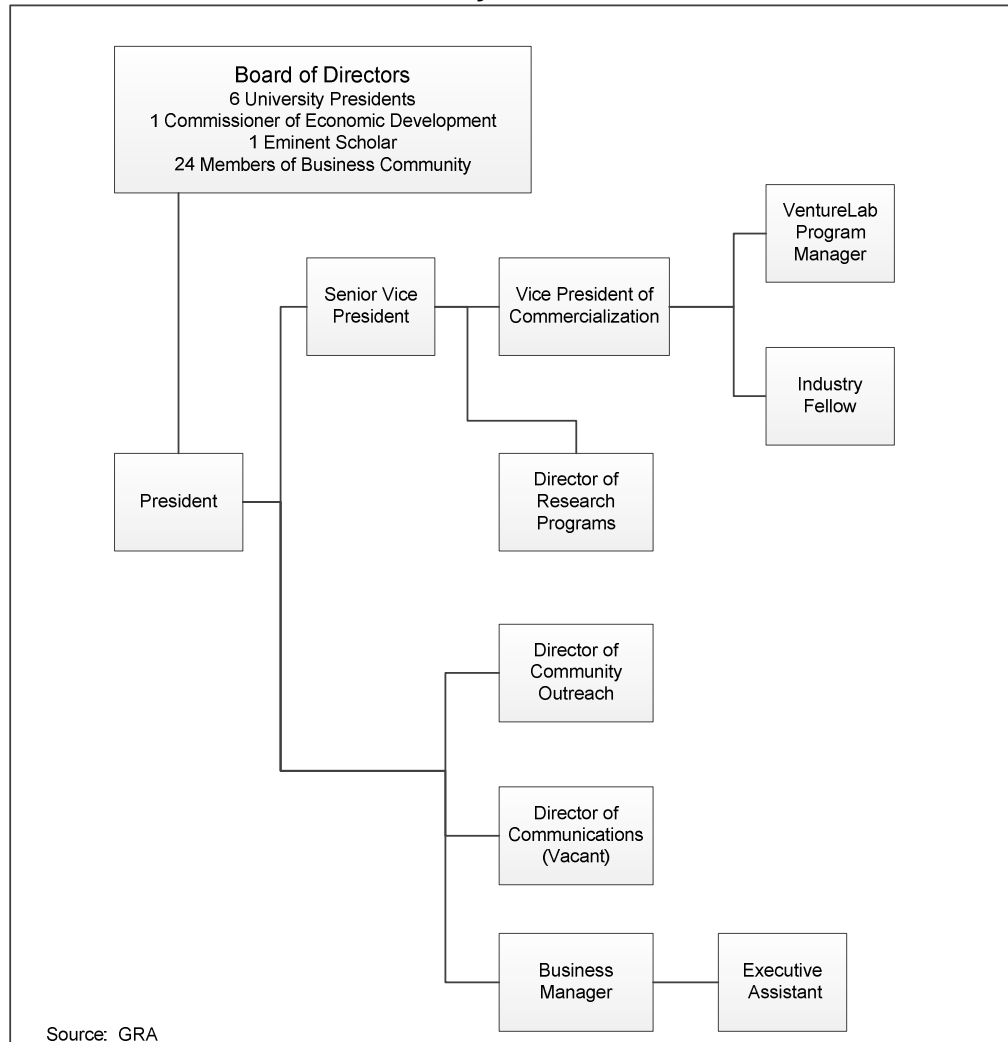 Board of Directors
6 University Presidents
1 Commissioner of Economic Development
1 Eminent Scholar
24 Members of Business Community
VentureLab
Program
Manager
Senior Vice
President
Vice President of
Commercialization
Industry
Fellow
President
Director of
Research
Programs
Director of
Community
Outreach
Director of
Communications
(Vacant)
Business
Manager
Executive
Assistant
Source: GRA